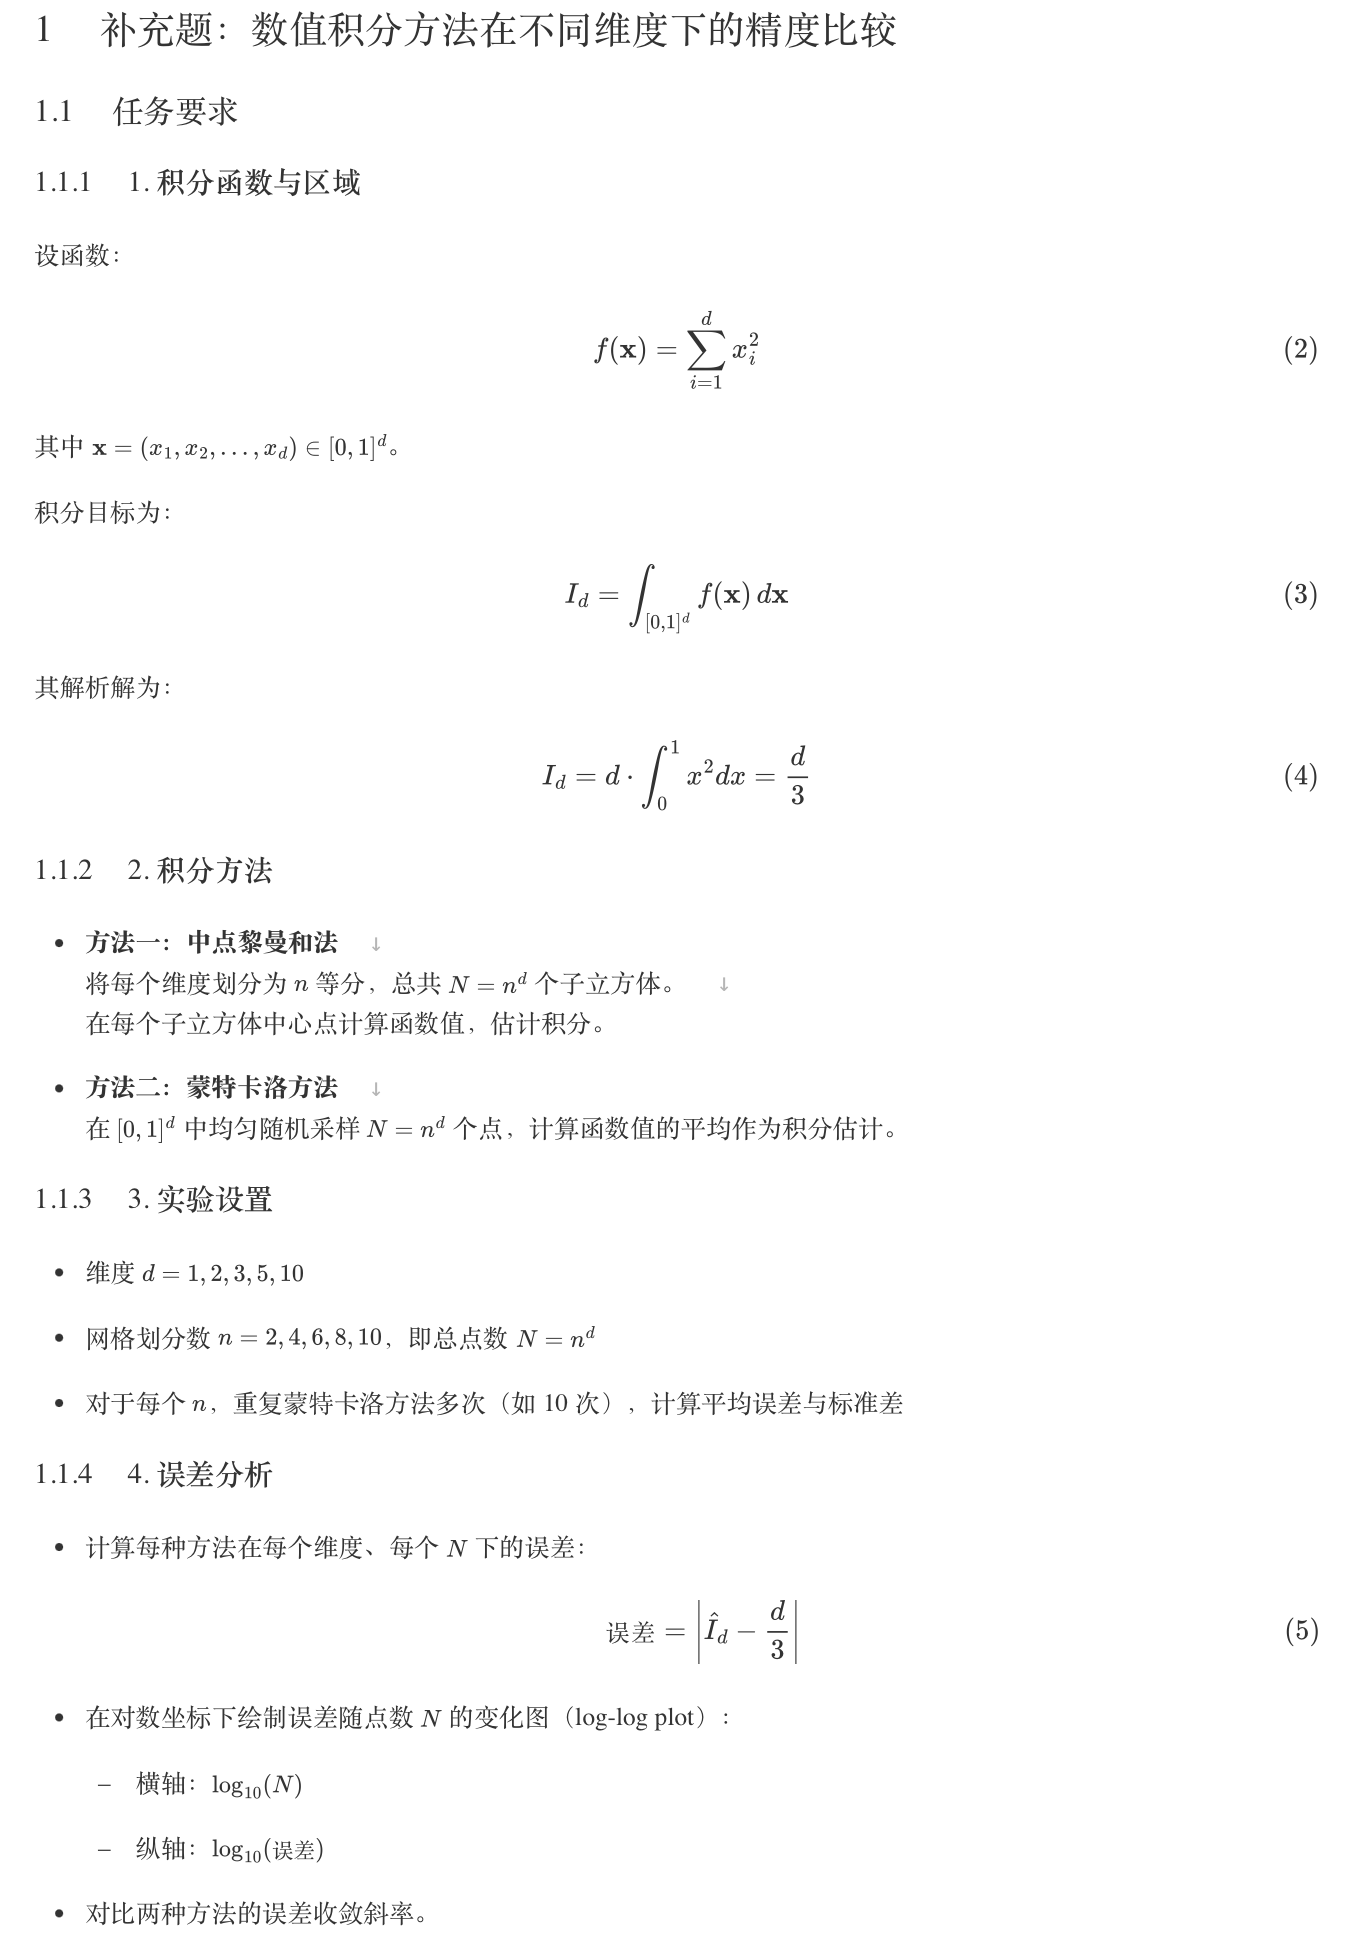 1 补充题：数值积分方法在不同维度下的精度比较
1.1 任务要求
1.1.1 1. 积分函数与区域
设函数：
$$f(\mathbf{x}) = \sum_{i=1}^{d} x_i^2$$ (2)
其中 $\mathbf{x} = (x_1, x_2, \ldots, x_d) \in [0, 1]^d$。
积分目标为：
$$I_d = \int_{[0,1]^d} f(\mathbf{x})\, d\mathbf{x}$$ (3)
其解析解为：
$$I_d = d \cdot \int_0^1 x^2 dx = \frac{d}{3}$$ (4)
1.1.2 2. 积分方法
• 方法一：中点黎曼和法 ↓
将每个维度划分为 $n$ 等分，总共 $N = n^d$ 个子立方体。 ↓
在每个子立方体中心点计算函数值，估计积分。
• 方法二：蒙特卡洛方法 ↓
在 $[0, 1]^d$ 中均匀随机采样 $N = n^d$ 个点，计算函数值的平均作为积分估计。
1.1.3 3. 实验设置
• 维度 $d = 1, 2, 3, 5, 10$
• 网格划分数 $n = 2, 4, 6, 8, 10$，即总点数 $N = n^d$
• 对于每个 $n$，重复蒙特卡洛方法多次（如 10 次），计算平均误差与标准差
1.1.4 4. 误差分析
• 计算每种方法在每个维度、每个 $N$ 下的误差：
$$误差 = \left| \hat{I}_d - \frac{d}{3} \right|$$ (5)
• 在对数坐标下绘制误差随点数 $N$ 的变化图（log-log plot）：
– 横轴：$\log_{10}(N)$
– 纵轴：$\log_{10}(误差)$
• 对比两种方法的误差收敛斜率。